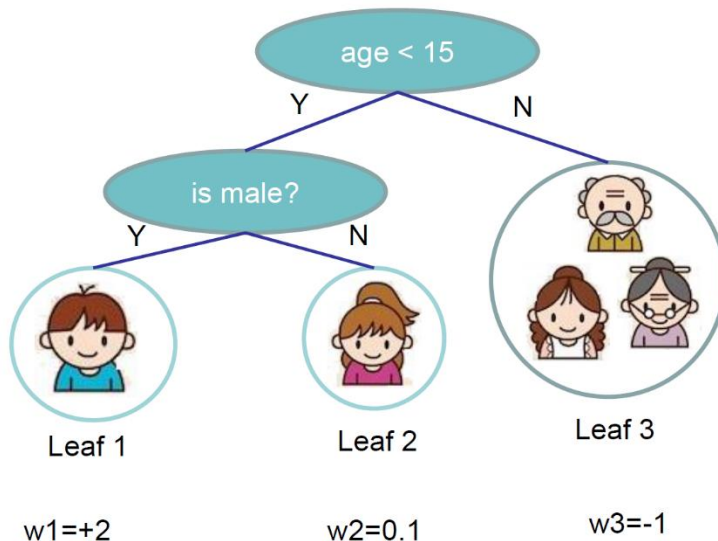 age < 15
Y
N
is male?
Y
N
Leaf 1
Leaf 2
Leaf 3
w1=+2
w2=0.1
w3=-1